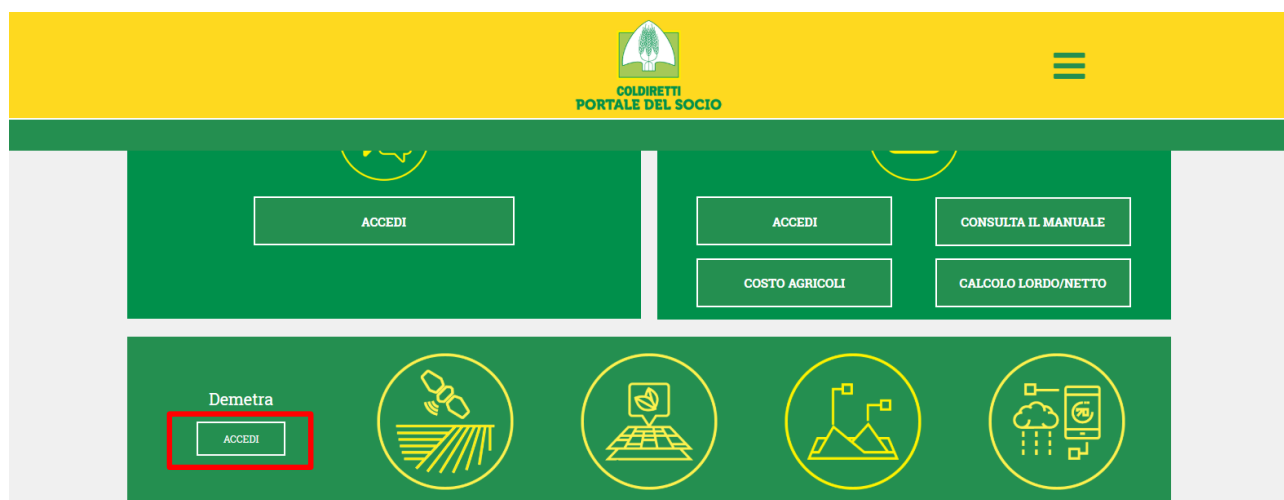 COLDIRETTI
PORTALE DEL SOCIO
ACCEDI
ACCEDI
CONSULTA IL MANUALE
COSTO AGRICOLI
CALCOLO LORDO/NETTO
Demetra
ACCEDI